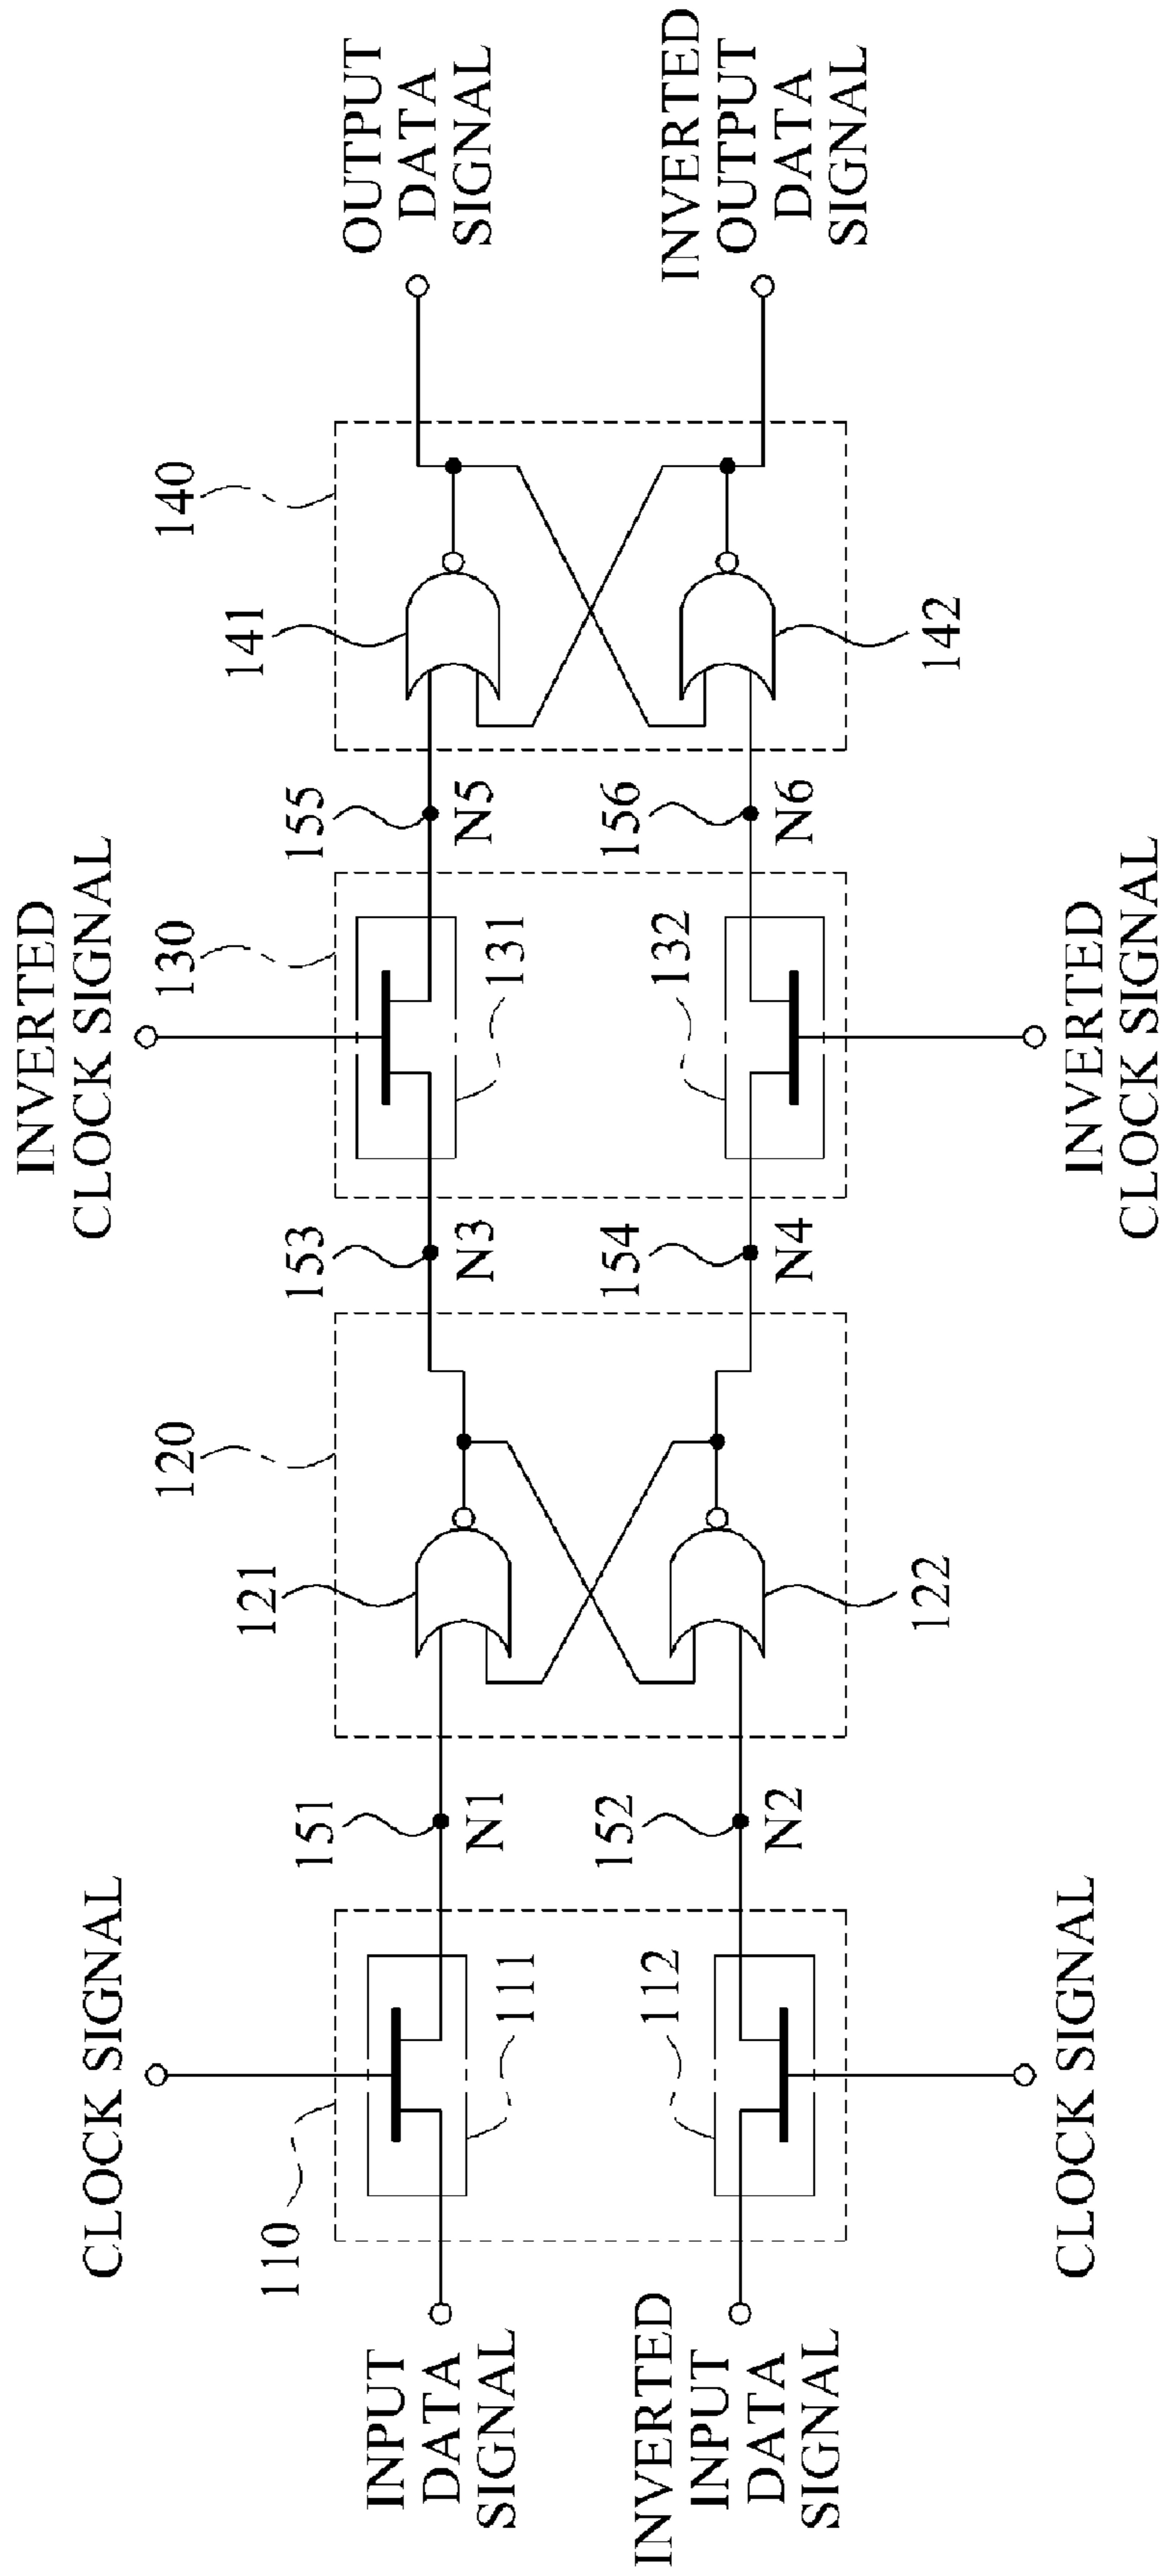 INVERTED
CLOCK SIGNAL
CLOCK SIGNAL
110
120
130
140
INPUT
DATA
SIGNAL
111
151
N1
121
153
N3
131
155
N5
141
OUTPUT
DATA
SIGNAL
INVERTED
INPUT
DATA
SIGNAL
112
152
N2
122
154
N4
132
156
N6
142
INVERTED
OUTPUT
DATA
SIGNAL
CLOCK SIGNAL
INVERTED
CLOCK SIGNAL